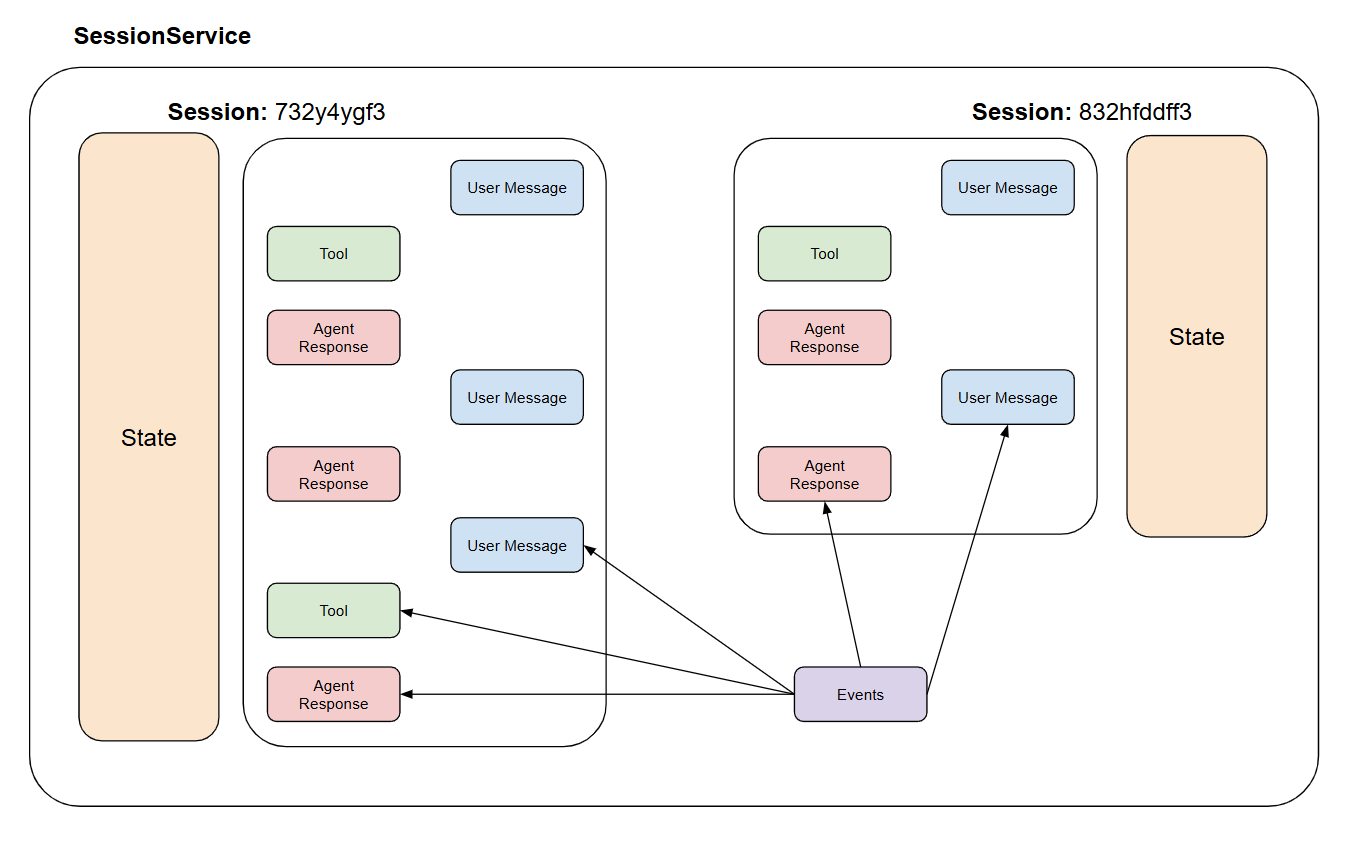 SessionService
Session: 732y4ygf3
State
User Message
Tool
Agent
Response
User Message
Agent
Response
User Message
Tool
Agent
Response
Session: 832hfddff3
User Message
Tool
Agent
Response
User Message
Agent
Response
State
Events